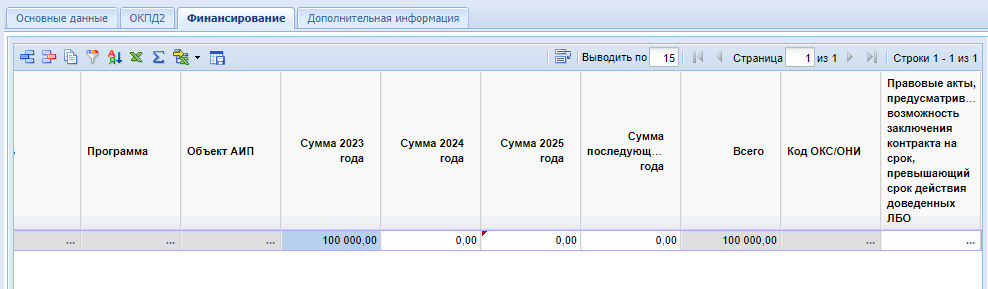 Основные данные ОКПД2 Финансирование Дополнительная информация
Выводить по 15 Страница 1 из 1 Строки 1 - 1 из 1
Программа
Объект АИП
Сумма 2023
года
Сумма 2024
года
Сумма 2025
года
Сумма
последующ...
года
Всего
Код ОКС/ОНИ
Правовые акты,
предусматрив...
возможность
заключения
контракта на
срок,
превышающий
срок действия
доведенных
ЛБО
... ... ... 100 000,00 0,00 0,00 0,00 100 000,00 ... ...